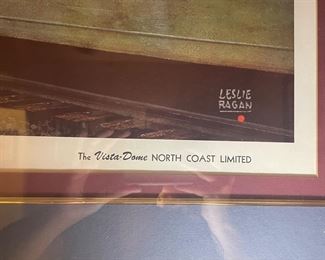 LESLIE
RAGAN
The Vista-Dome NORTH COAST LIMITED